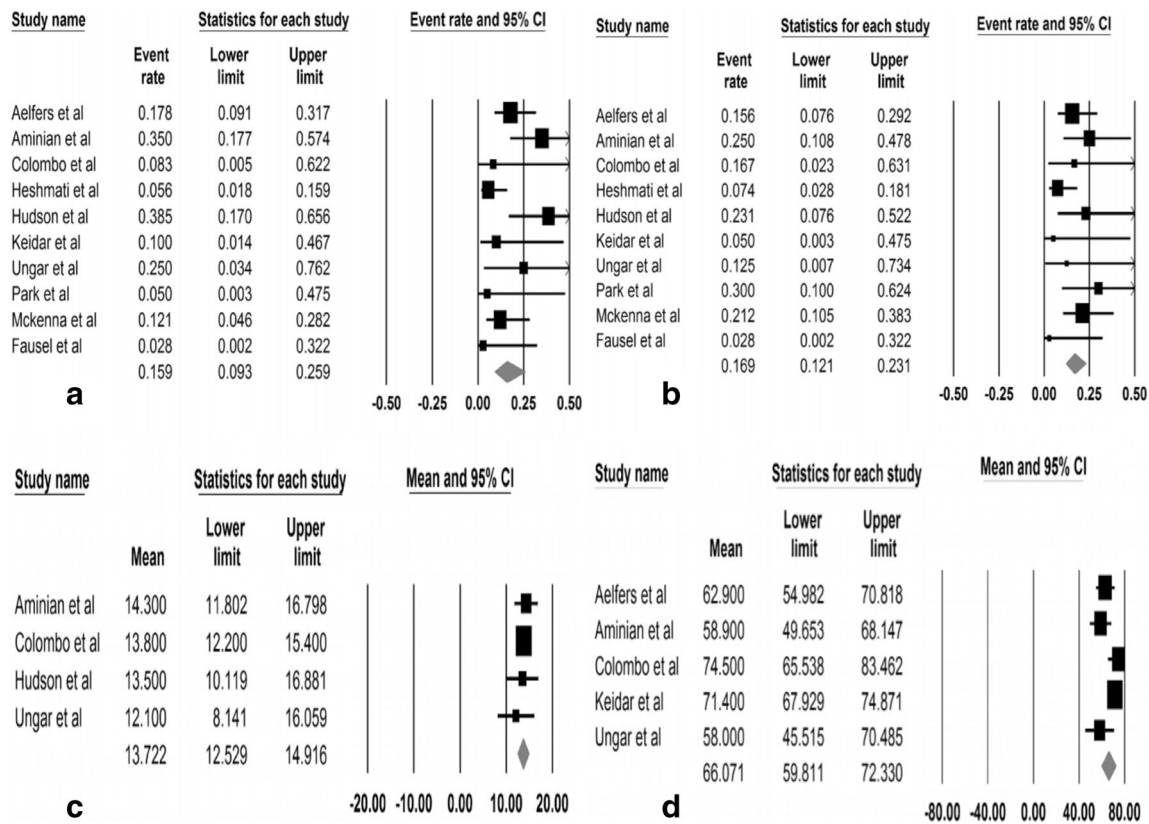 Study name Statistics for each study Event rate and 95% CI
Event rate Lower limit Upper limit
Aelfers et al 0.178 0.091 0.317
Aminian et al 0.350 0.177 0.574
Colombo et al 0.083 0.005 0.622
Heshmati et al 0.056 0.018 0.159
Hudson et al 0.385 0.170 0.656
Keidar et al 0.100 0.014 0.467
Ungar et al 0.250 0.034 0.762
Park et al 0.050 0.003 0.475
Mckenna et al 0.121 0.046 0.282
Fausel et al 0.028 0.002 0.322
0.159 0.093 0.259
a
-0.50 -0.25 0.00 0.25 0.50
Study name Statistics for each study Event rate and 95% CI
Event rate Lower limit Upper limit
Aelfers et al 0.156 0.076 0.292
Aminian et al 0.250 0.108 0.478
Colombo et al 0.167 0.023 0.631
Heshmati et al 0.074 0.028 0.181
Hudson et al 0.231 0.076 0.522
Keidar et al 0.050 0.003 0.475
Ungar et al 0.125 0.007 0.734
Park et al 0.300 0.100 0.624
Mckenna et al 0.212 0.105 0.383
Fausel et al 0.028 0.002 0.322
0.169 0.121 0.231
b
-0.50 -0.25 0.00 0.25 0.50
Study name Statistics for each study Mean and 95% CI
Mean Lower limit Upper limit
Aminian et al 14.300 11.802 16.798
Colombo et al 13.800 12.200 15.400
Hudson et al 13.500 10.119 16.881
Ungar et al 12.100 8.141 16.059
13.722 12.529 14.916
c
-20.00 -10.00 0.00 10.00 20.00
Study name Statistics for each study Mean and 95% CI
Mean Lower limit Upper limit
Aelfers et al 62.900 54.982 70.818
Aminian et al 58.900 49.653 68.147
Colombo et al 74.500 65.538 83.462
Keidar et al 71.400 67.929 74.871
Ungar et al 58.000 45.515 70.485
66.071 59.811 72.330
d
-80.00 -40.00 0.00 40.00 80.00